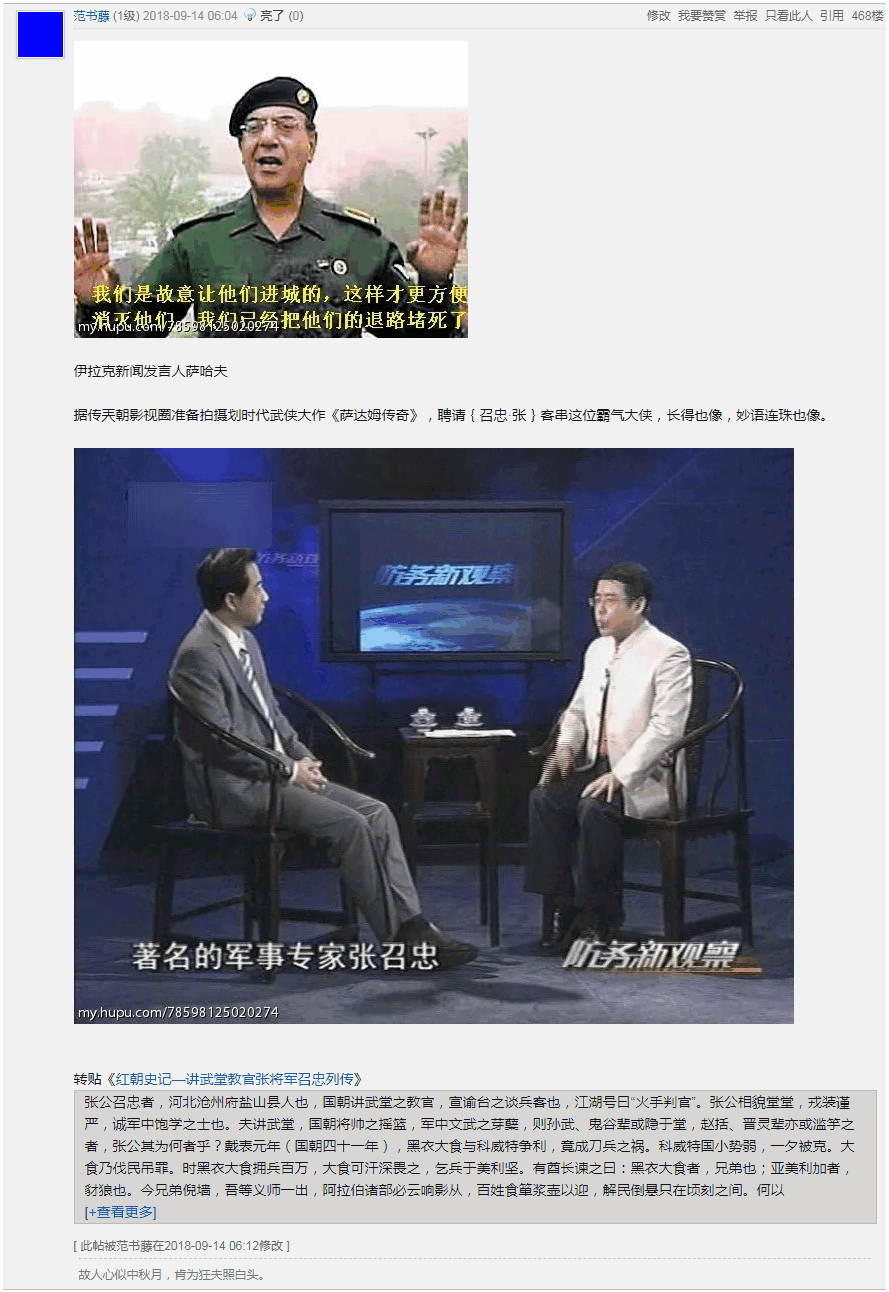 范书藤 (1级) 2018-09-14 06:04 亮了 (0)
修改 我要赞赏 举报 只看此人 引用 468楼
我们是故意让他们进城的，这样才更方便
消灭他们 我们已经把他们的退路堵死了
my.hupu.com/78598125020274
伊拉克新闻发言人萨哈夫
据传天朝影视圈准备拍摄划时代武侠大作《萨达姆传奇》，聘请 { 召忠·张 } 客串这位霸气大侠，长得也像，妙语连珠也像。
防务新观察
防务新观察
著名的军事专家张召忠
防务新观察
my.hupu.com/78598125020274
转贴《红朝史记—讲武堂教官张将军召忠列传》
张公召忠者，河北沧州府盐山县人也，国朝讲武堂之教官，宣谕台之谈兵客也，江湖号曰“火手判官”。张公相貌堂堂，戎装谨
严，诚军中饱学之士也。夫讲武堂，国朝将帅之摇篮，军中文武之芽蘖，则孙武、鬼谷辈或隐于堂，赵括、晋灵辈亦或滥竽之
者，张公其为何者乎？戴表元年（国朝四十一年），黑衣大食与科威特争利，竟成刀兵之祸。科威特国小势弱，一夕被克。大
食乃伐民吊罪。时黑衣大食拥兵百万，大食可汗深畏之，乞兵于美利坚。有酋长谏之曰：黑衣大食者，兄弟也；亚美利加者，
豺狼也。今兄弟倪墙，吾等义师一出，阿拉伯诸部必云响影从，百姓食箪浆壶以迎，解民倒悬只在顷刻之间。何以
[+查看更多]
[ 此帖被范书藤在2018-09-14 06:12修改 ]
故人心似中秋月，肯为狂夫照白头。